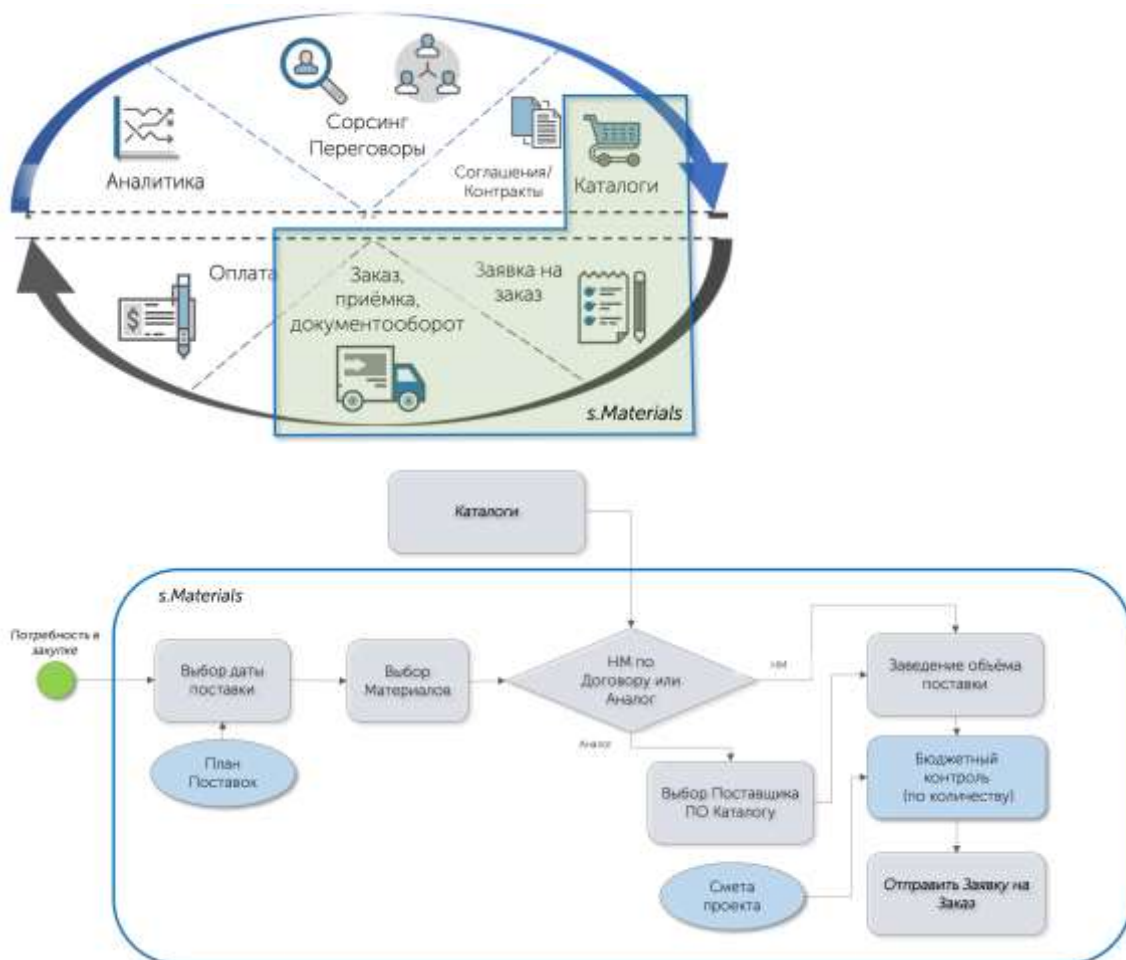 Сорсинг
Переговоры
Аналитика
Соглашения/
Контракты
Каталоги
Оплата
Заказ,
приёмка,
документооборот
Заявка на
заказ
$
s.Materials
Каталоги
s.Materials
Потребность в
закупке
Выбор даты
поставки
Выбор
Материалов
НМ по
Договору или
Аналог
НМ
Заведение объёма
поставки
План
Поставок
Аналог
Выбор Поставщика
ПО Каталогу
Бюджетный
контроль
(по количеству)
Смета
проекта
Отправить Заявку на
Заказ